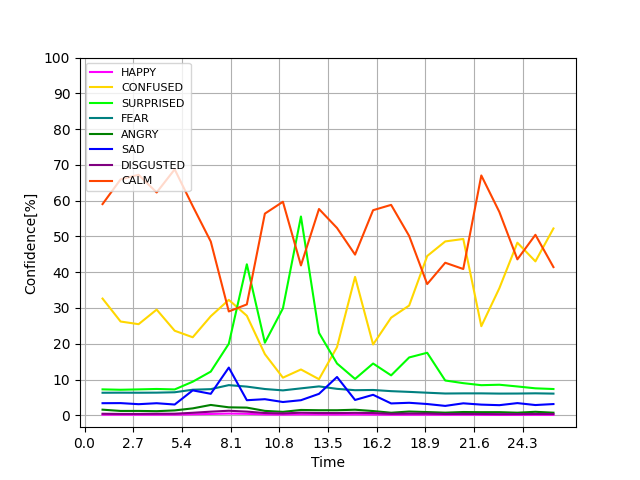 100
90
80
70
60
50
40
30
20
10
0
Confidence[%]
HAPPY
CONFUSED
SURPRISED
FEAR
ANGRY
SAD
DISGUSTED
CALM
0.0 2.7 5.4 8.1 10.8 13.5 16.2 18.9 21.6 24.3
Time